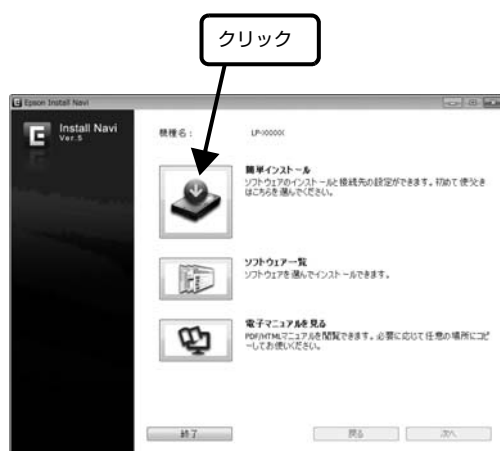 クリック
Epson Install Navi
Install Navi
Ver.5
機種名：
簡単インストール
ソフトウェアのインストールと接続先の設定ができます。初めて使うとき
はこちらを選んでください。
ソフトウェア一覧
ソフトウェアを選んでインストールできます。
電子マニュアルを見る
PDF/HTMLマニュアルを閲覧できます。必要に応じて任意の場所にコピ
ーしてお使いください。
終了
戻る
次へ